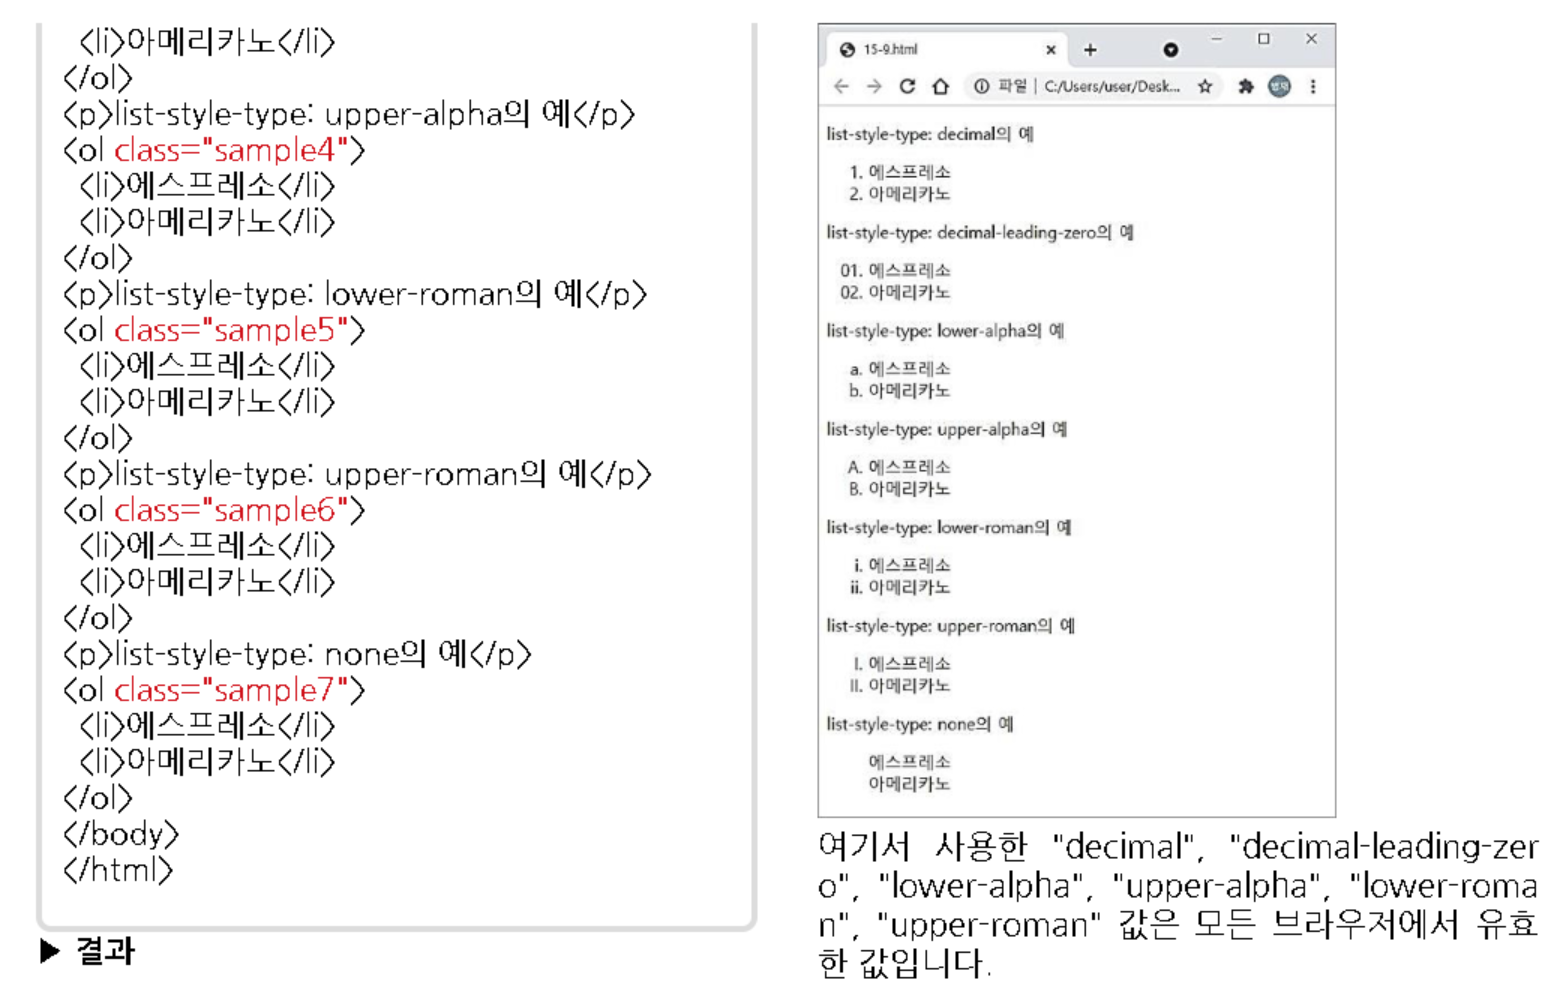 <li>아메리카노</li>
</ol>
<p>list-style-type: upper-alpha의 예</p>
<ol class="sample4">
<li>에스프레소</li>
<li>아메리카노</li>
</ol>
<p>list-style-type: lower-roman의 예</p>
<ol class="sample5">
<li>에스프레소</li>
<li>아메리카노</li>
</ol>
<p>list-style-type: upper-roman의 예</p>
<ol class="sample6">
<li>에스프레소</li>
<li>아메리카노</li>
</ol>
<p>list-style-type: none의 예</p>
<ol class="sample7">
<li>에스프레소</li>
<li>아메리카노</li>
</ol>
</body>
</html>
▶ 결과
15-9.html
파일 | C:/Users/user/Desk...
list-style-type: decimal의 예
1. 에스프레소
2. 아메리카노
list-style-type: decimal-leading-zero의 예
01. 에스프레소
02. 아메리카노
list-style-type: lower-alpha의 예
a. 에스프레소
b. 아메리카노
list-style-type: upper-alpha의 예
A. 에스프레소
B. 아메리카노
list-style-type: lower-roman의 예
i. 에스프레소
ii. 아메리카노
list-style-type: upper-roman의 예
I. 에스프레소
II. 아메리카노
list-style-type: none의 예
에스프레소
아메리카노
여기서 사용한 "decimal", "decimal-leading-zer
o", "lower-alpha", "upper-alpha", "lower-roma
n", "upper-roman" 값은 모든 브라우저에서 유효
한 값입니다.